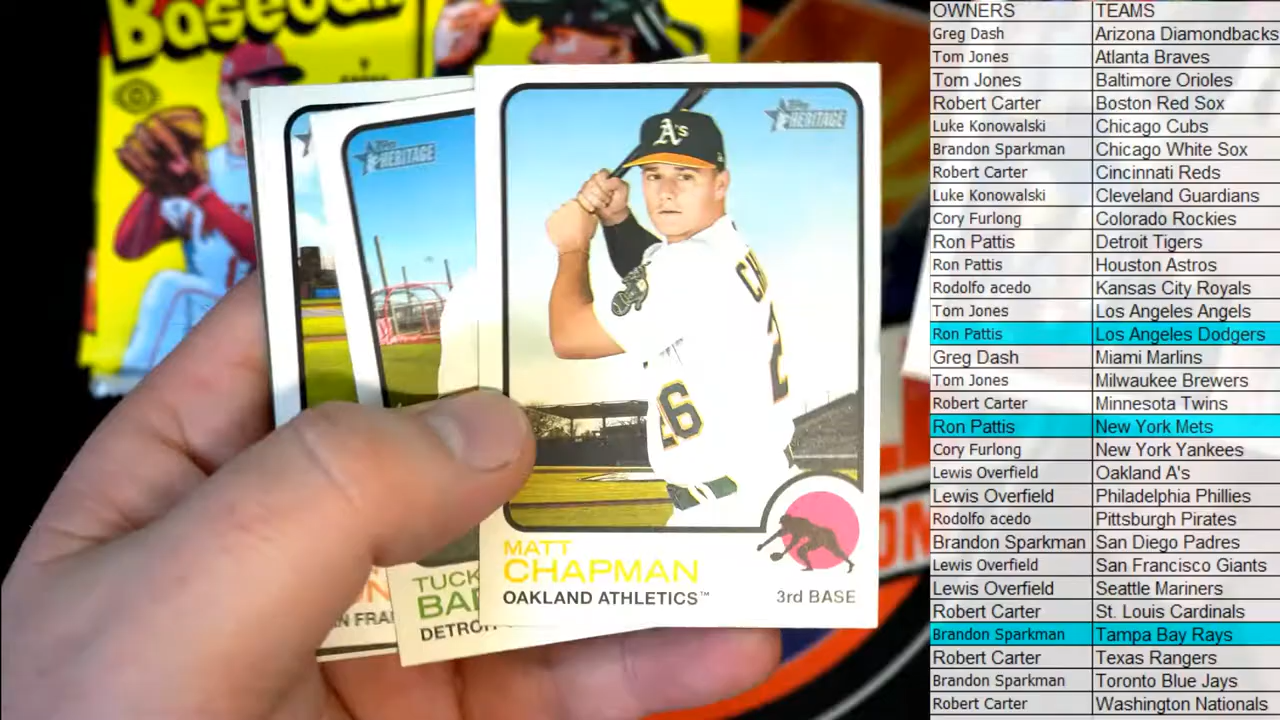 Baseball
A's
Topps
HERITAGE
Topps
HERITAGE
26
MATT
CHAPMAN
OAKLAND ATHLETICS™
3rd BASE
TUCK
BA
DETROIT
N FRAN
OWNERS TEAMS
Greg Dash Arizona Diamondbacks
Tom Jones Atlanta Braves
Tom Jones Baltimore Orioles
Robert Carter Boston Red Sox
Luke Konowalski Chicago Cubs
Brandon Sparkman Chicago White Sox
Robert Carter Cincinnati Reds
Luke Konowalski Cleveland Guardians
Cory Furlong Colorado Rockies
Ron Pattis Detroit Tigers
Ron Pattis Houston Astros
Rodolfo acedo Kansas City Royals
Tom Jones Los Angeles Angels
Ron Pattis Los Angeles Dodgers
Greg Dash Miami Marlins
Tom Jones Milwaukee Brewers
Robert Carter Minnesota Twins
Ron Pattis New York Mets
Cory Furlong New York Yankees
Lewis Overfield Oakland A's
Lewis Overfield Philadelphia Phillies
Rodolfo acedo Pittsburgh Pirates
Brandon Sparkman San Diego Padres
Lewis Overfield San Francisco Giants
Lewis Overfield Seattle Mariners
Robert Carter St. Louis Cardinals
Brandon Sparkman Tampa Bay Rays
Robert Carter Texas Rangers
Brandon Sparkman Toronto Blue Jays
Robert Carter Washington Nationals